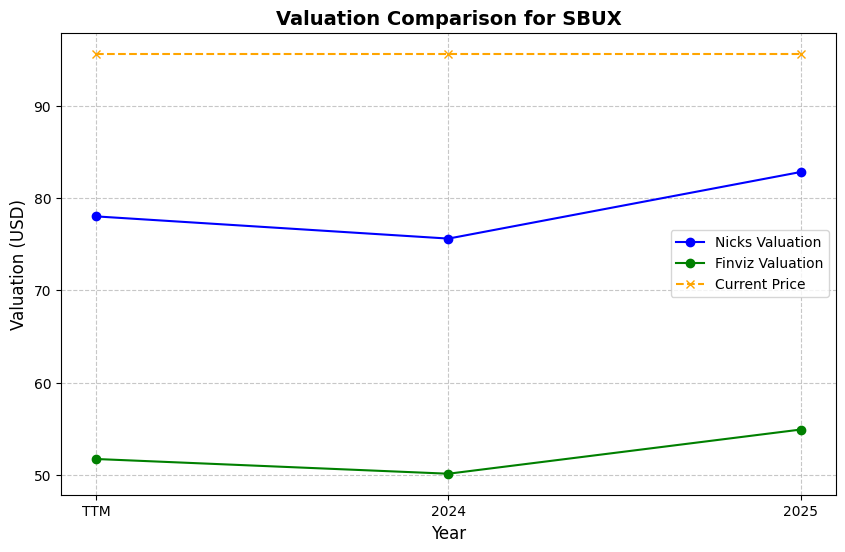 Valuation Comparison for SBUX
Valuation (USD)
90
80
70
60
50
Nicks Valuation
Finviz Valuation
Current Price
TTM
2024
2025
Year